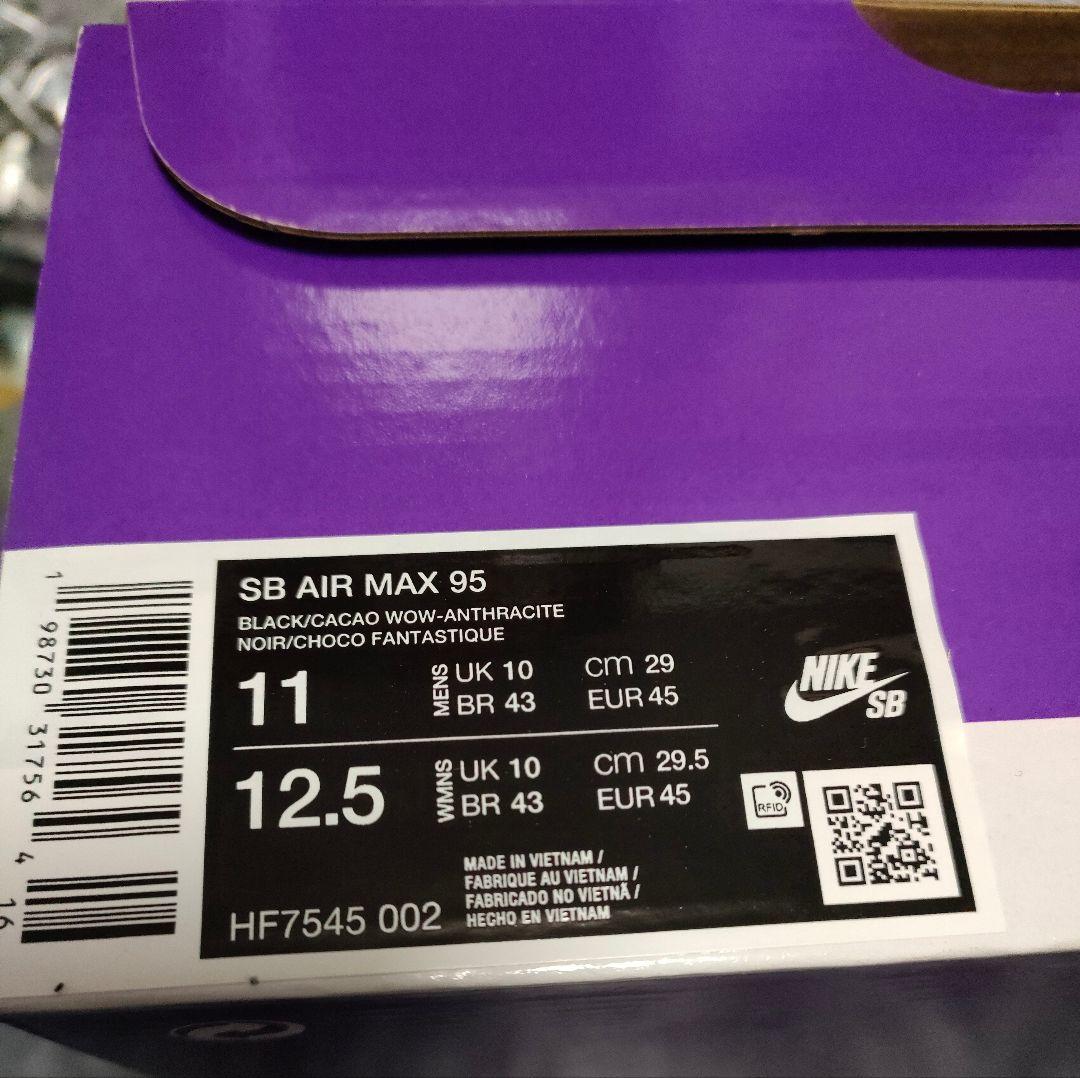 SB AIR MAX 95
BLACK/CACAO WOW-ANTHRACITE
NOIR/CHOCO FANTASTIQUE
11
MENS
UK 10
cm 29
BR 43
EUR 45
12.5
WMNS
UK 10
cm 29.5
BR 43
EUR 45
NIKE
SB
RFID
HF7545 002
MADE IN VIETNAM /
FABRIQUE AU VIETNAM /
FABRICADO NO VIETNÃ /
HECHO EN VIETNAM
1 98730 31756 4 16